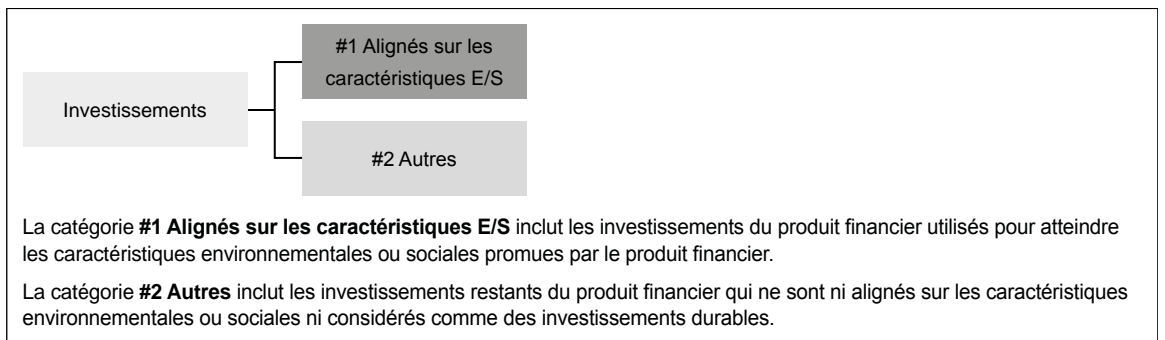 #1 Alignés sur les
caractéristiques E/S
Investissements
#2 Autres
La catégorie #1 Alignés sur les caractéristiques E/S inclut les investissements du produit financier utilisés pour atteindre
les caractéristiques environnementales ou sociales promues par le produit financier.
La catégorie #2 Autres inclut les investissements restants du produit financier qui ne sont ni alignés sur les caractéristiques
environnementales ou sociales ni considérés comme des investissements durables.